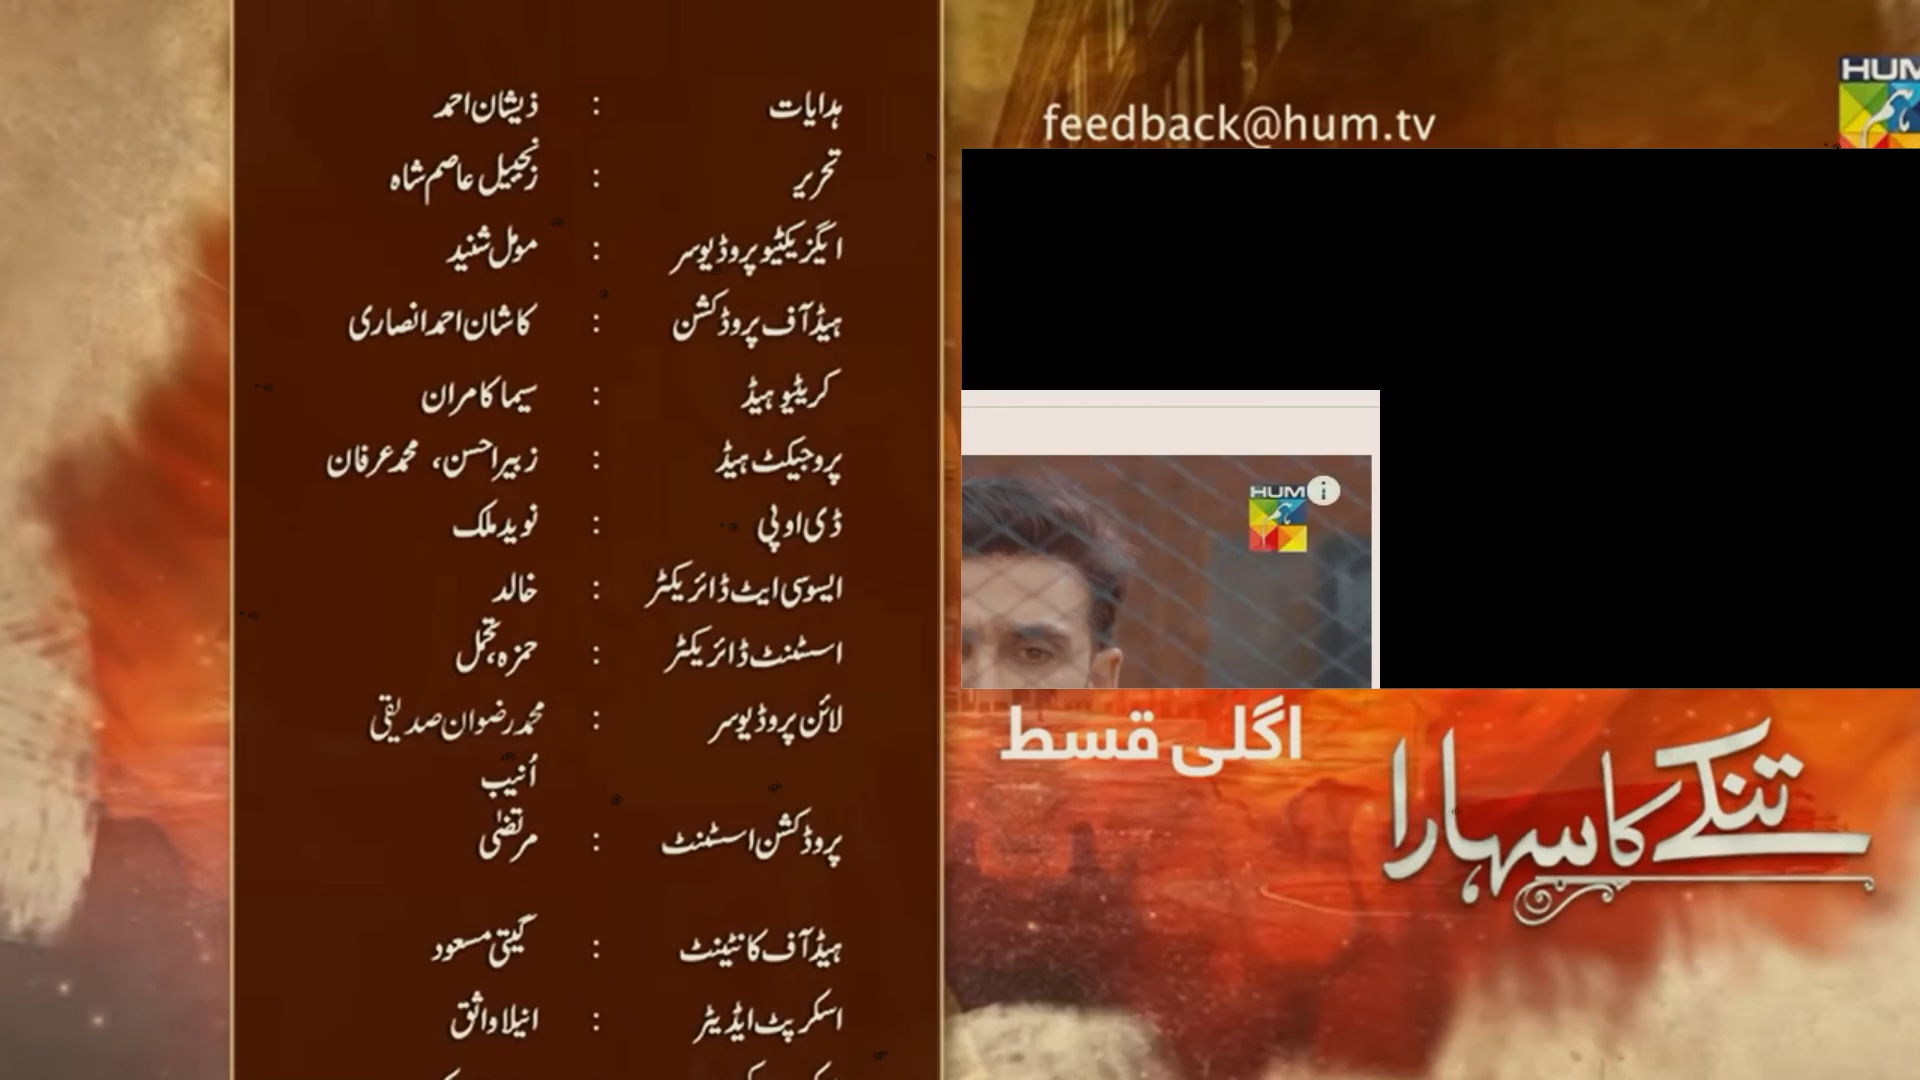 ہدایات : ذیشان احمد
تحریر : زنجبیل عاصم شاہ
ایگزیکٹیو پروڈیوسر : مومل شنید
ہیڈ آف پروڈکشن : کاشان احمد انصاری
کریٹیو ہیڈ : سیما کامران
پروجیکٹ ہیڈ : زبیر احسن، محمد عرفان
ڈی او پی : نوید ملک
ایسوسی ایٹ ڈائریکٹر : خالد
اسسٹنٹ ڈائریکٹر : حمزہ، تجمل
لائن پروڈیوسر : محمد رضوان صدیقی
اُنیب
پروڈکشن اسسٹنٹ : مرتضٰی
ہیڈ آف کانٹینٹ : گیتی مسعود
اسکرپٹ ایڈیٹر : انیلا واثق
feedback@hum.tv
HUM
ہم
HUM
ہم
اگلی قسط
تنکے کا سہارا